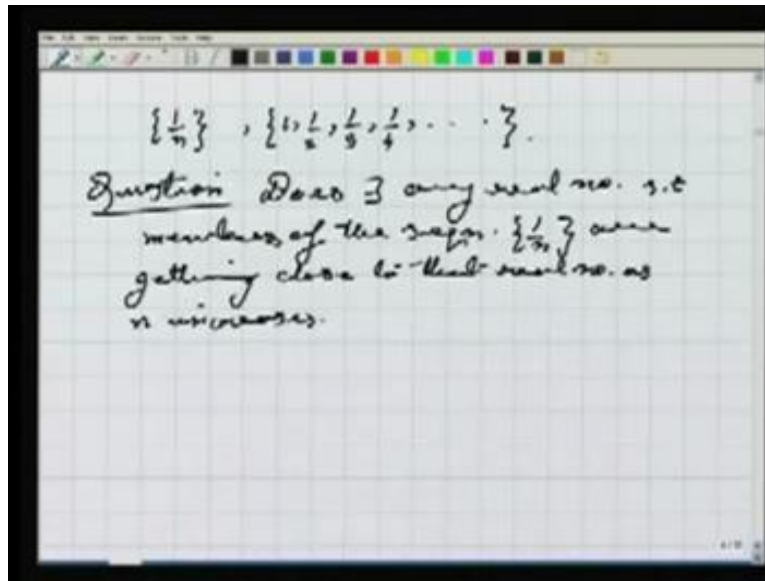 {1/n} , {1, 1/2, 1/3, 1/4, . . . }.
Question Does ∃ any real no. s.t
members of the seqn. {1/n} are
getting close to that real no. as
n increases.